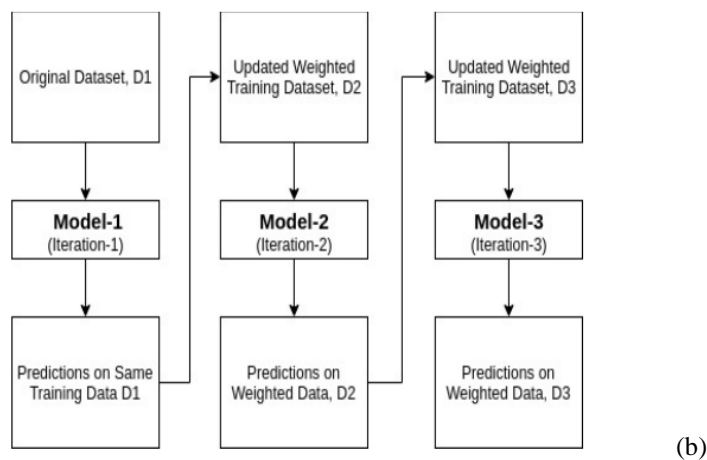 Original Dataset, D1
Updated Weighted
Training Dataset, D2
Updated Weighted
Training Dataset, D3
Model-1
(Iteration-1)
Model-2
(Iteration-2)
Model-3
(Iteration-3)
Predictions on Same
Training Data D1
Predictions on
Weighted Data, D2
Predictions on
Weighted Data, D3
(b)